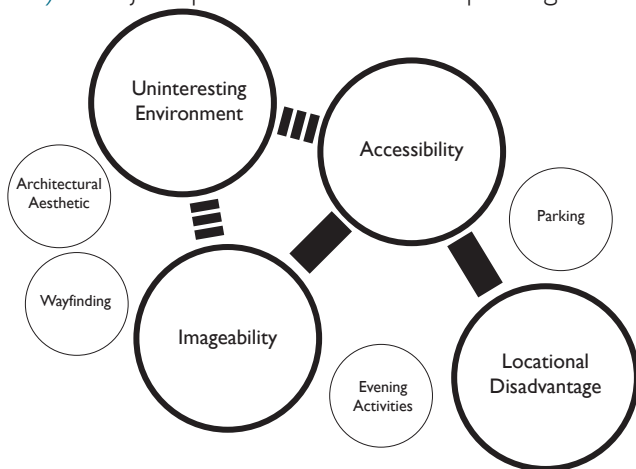 Uninteresting
Environment
Accessibility
Architectural
Aesthetic
Parking
Wayfinding
Imageability
Locational
Disadvantage
Evening
Activities